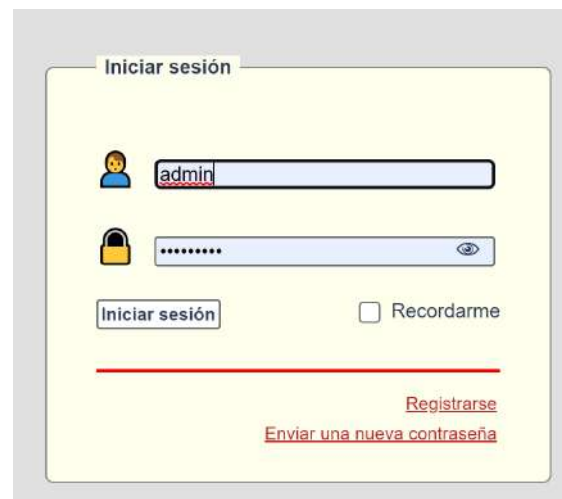 Iniciar sesión
admin
•••••••••
Iniciar sesión
Recordarme
Registrarse
Enviar una nueva contraseña